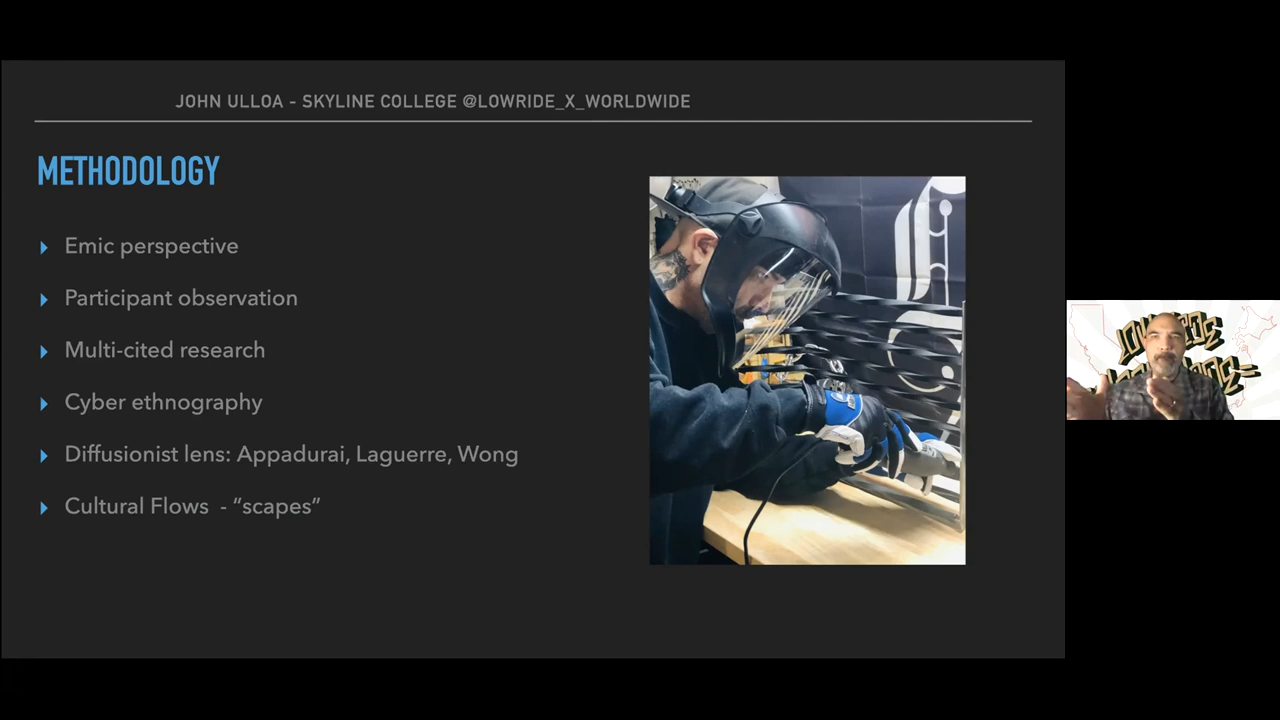 JOHN ULLOA - SKYLINE COLLEGE @LOWRIDE_X_WORLDWIDE
METHODOLOGY
Emic perspective
Participant observation
Multi-cited research
Cyber ethnography
Diffusionist lens: Appadurai, Laguerre, Wong
Cultural Flows - “scapes”